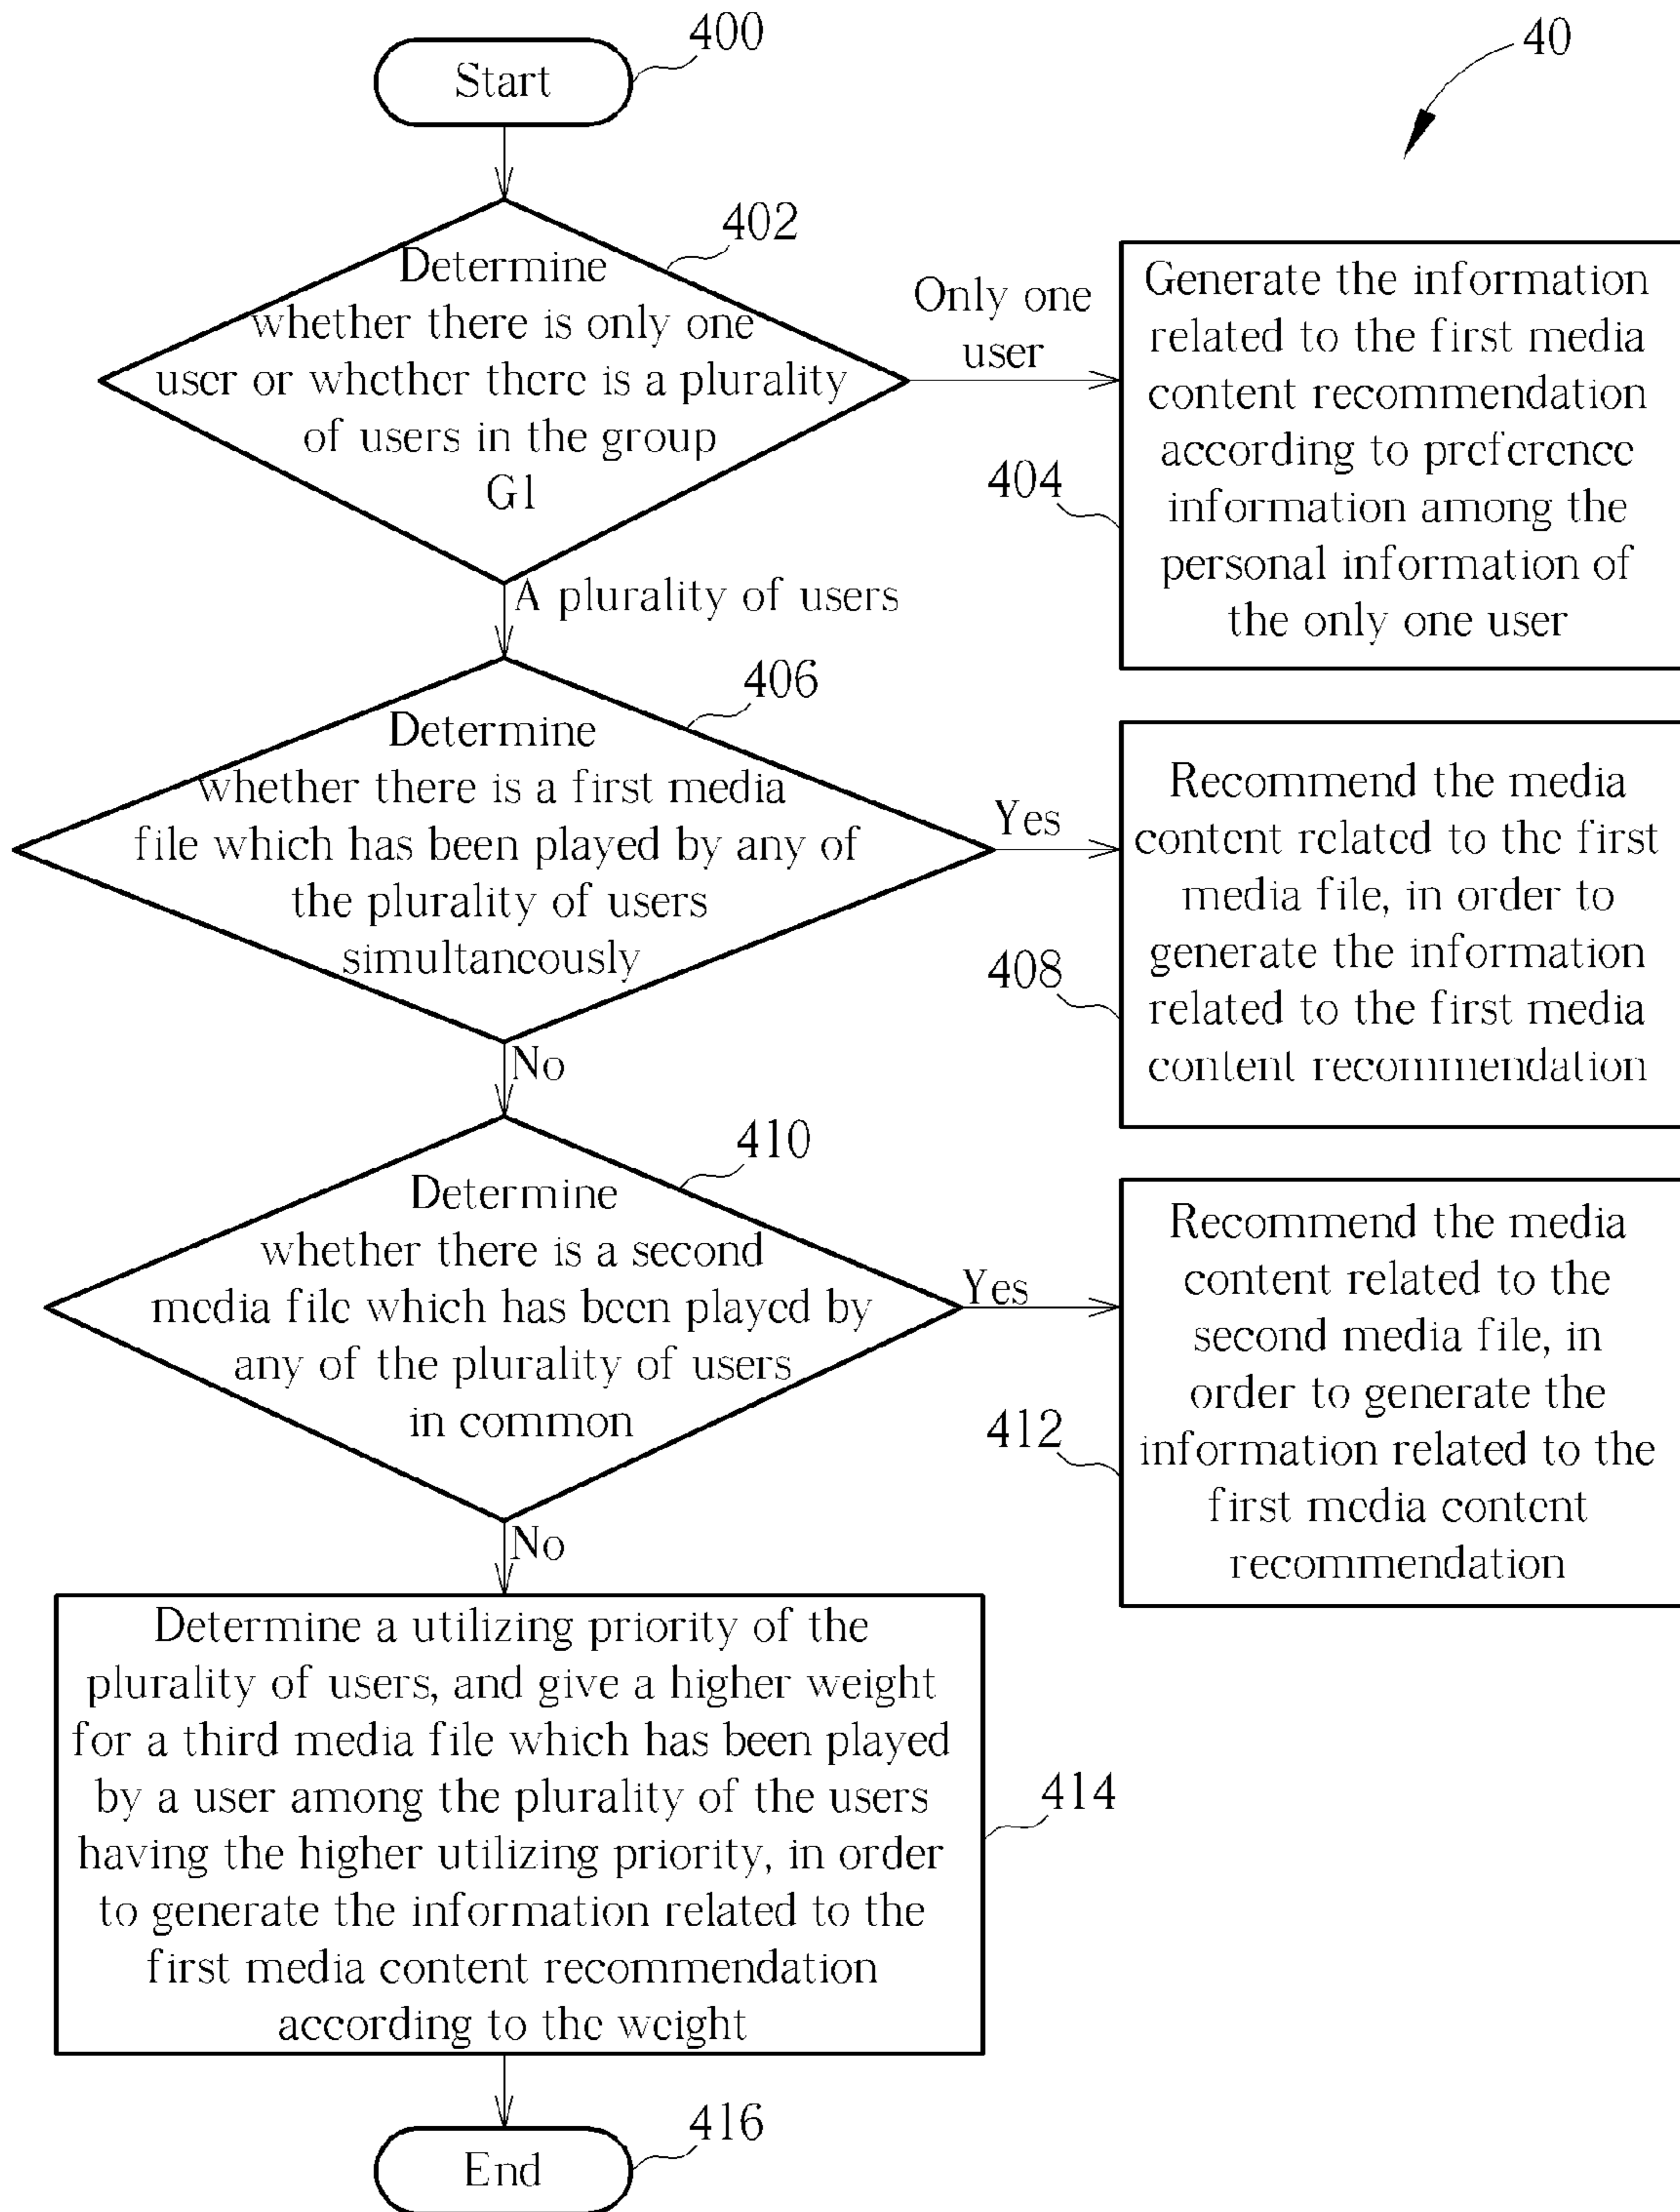 400
40
Start
402
Determine
whether there is only one
user or whether there is a plurality
of users in the group
G1
Only one
user
Generate the information
related to the first media
content recommendation
according to preference
information among the
personal information of
the only one user
404
A plurality of users
406
Determine
whether there is a first media
file which has been played by any of
the plurality of users
simultaneously
Yes
Recommend the media
content related to the first
media file, in order to
generate the information
related to the first media
content recommendation
408
No
410
Determine
whether there is a second
media file which has been played by
any of the plurality of users
in common
Yes
Recommend the media
content related to the
second media file, in
order to generate the
information related to the
first media content
recommendation
412
No
Determine a utilizing priority of the
plurality of users, and give a higher weight
for a third media file which has been played
by a user among the plurality of the users
having the higher utilizing priority, in order
to generate the information related to the
first media content recommendation
according to the weight
414
416
End